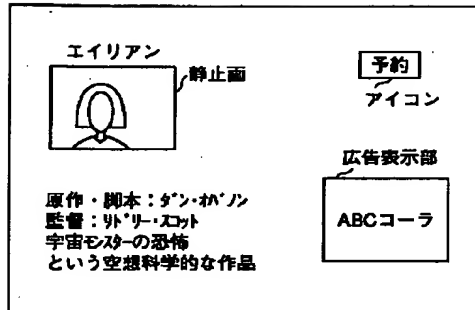 エイリアン
静止画
予約
アイコン
広告表示部
ABCコーラ
原作・脚本：ダン・オバノン
監督：リドリー・スコット
宇宙モンスターの恐怖
という空想科学的な作品